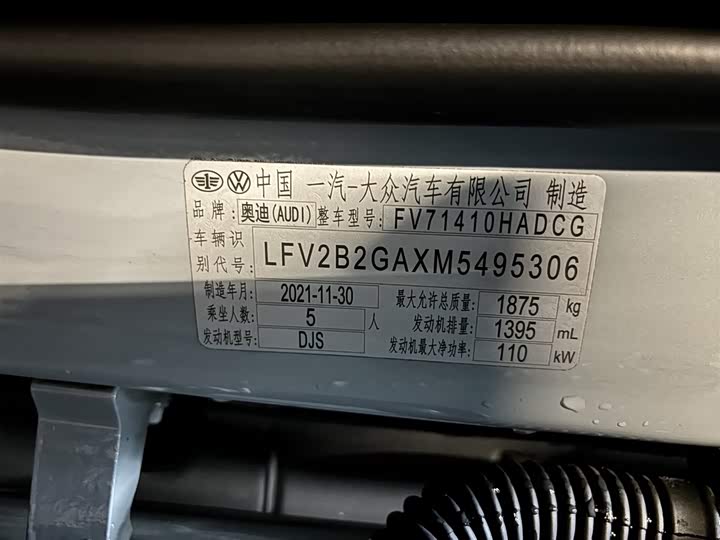 中国 一汽-大众汽车有限公司 制造
品牌: 奥迪(AUDI) 整车型号: FV71410HADCG
车辆识别代号: LFV2B2GAXM5495306
制造年月: 2021-11-30 最大允许总质量: 1875 kg
乘坐人数: 5 人 发动机排量: 1395 mL
发动机型号: DJS 发动机最大净功率: 110 kW